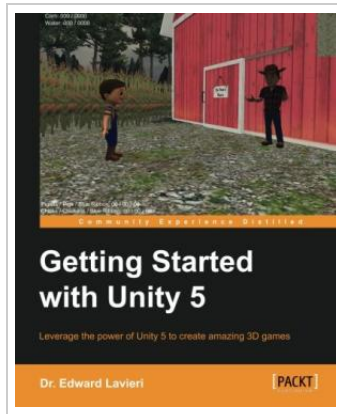 Community Experience Distilled
Getting Started
with Unity 5
Leverage the power of Unity 5 to create amazing 3D games
Dr. Edward Lavieri
[PACKT]